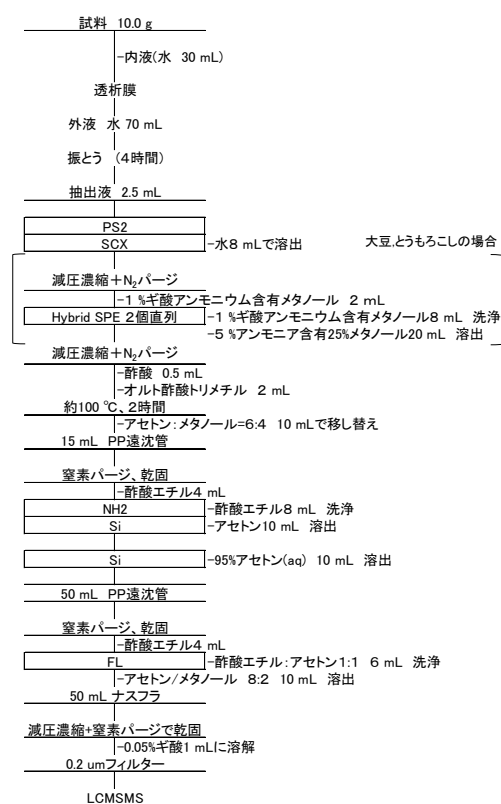 試料 10.0 g
-内液(水 30 mL)
透析膜
外液 水 70 mL
振とう (4時間)
抽出液 2.5 mL
PS2
SCX
-水8 mLで溶出
大豆,とうもろこしの場合
減圧濃縮+N₂パージ
-1 %ギ酸アンモニウム含有メタノール 2 mL
Hybrid SPE 2個直列
-1 %ギ酸アンモニウム含有メタノール8 mL 洗浄
-5 %アンモニア含有25%メタノール20 mL 溶出
減圧濃縮+N₂パージ
-酢酸 0.5 mL
-オルト酢酸トリメチル 2 mL
約100 ℃、2時間
-アセトン:メタノール=6:4 10 mLで移し替え
15 mL PP遠沈管
窒素パージ、乾固
-酢酸エチル4 mL
NH2
-酢酸エチル8 mL 洗浄
Si
-アセトン10 mL 溶出
Si
-95%アセトン(aq) 10 mL 溶出
50 mL PP遠沈管
窒素パージ、乾固
-酢酸エチル4 mL
FL
-酢酸エチル:アセトン1:1 6 mL 洗浄
-アセトン/メタノール 8:2 10 mL 溶出
50 mL ナスフラ
減圧濃縮+窒素パージで乾固
-0.05%ギ酸1 mLに溶解
0.2 umフィルター
LCMSMS